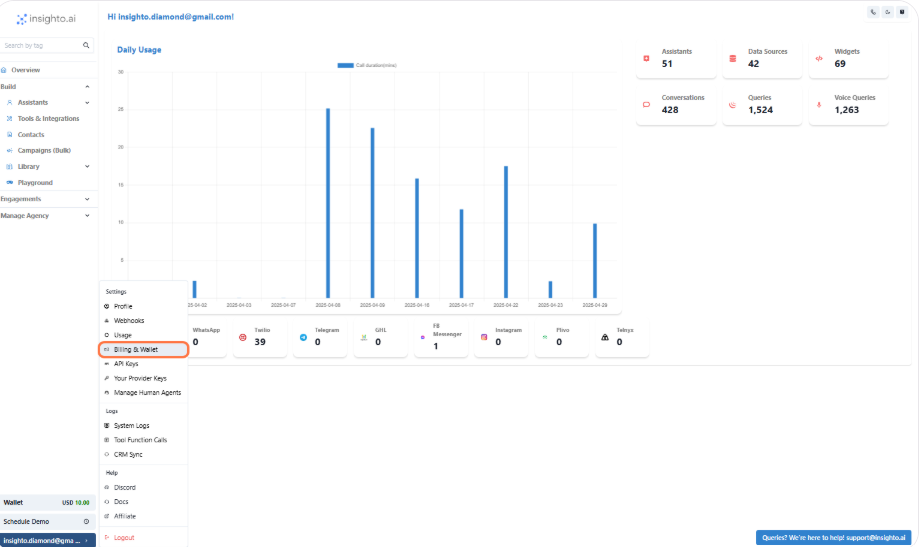 insighto.ai
Hi insighto.diamond@gmail.com!
Search by tag
Overview
Build
Assistants
Tools & Integrations
Contacts
Campaigns (Bulk)
Library
Playground
Engagements
Manage Agency
Daily Usage
Call duration(mins)
30
25
20
15
10
5
25-04-02
2025-04-03
2025-04-07
2025-04-08
2025-04-09
2025-04-16
2025-04-17
2025-04-22
2025-04-23
2025-04-29
Assistants
51
Data Sources
42
Widgets
69
Conversations
428
Queries
1,524
Voice Queries
1,263
WhatsApp
0
Twilio
39
Telegram
0
GHL
0
FB
Messenger
1
Instagram
0
Plivo
0
Telnyx
0
Settings
Profile
Webhooks
Usage
Billing & Wallet
API Keys
Your Provider Keys
Manage Human Agents
Logs
System Logs
Tool Function Calls
CRM Sync
Help
Discord
Docs
Affiliate
Logout
Wallet
USD 10.00
Schedule Demo
insighto.diamond@gma ...
Queries? We're here to help! support@insighto.ai